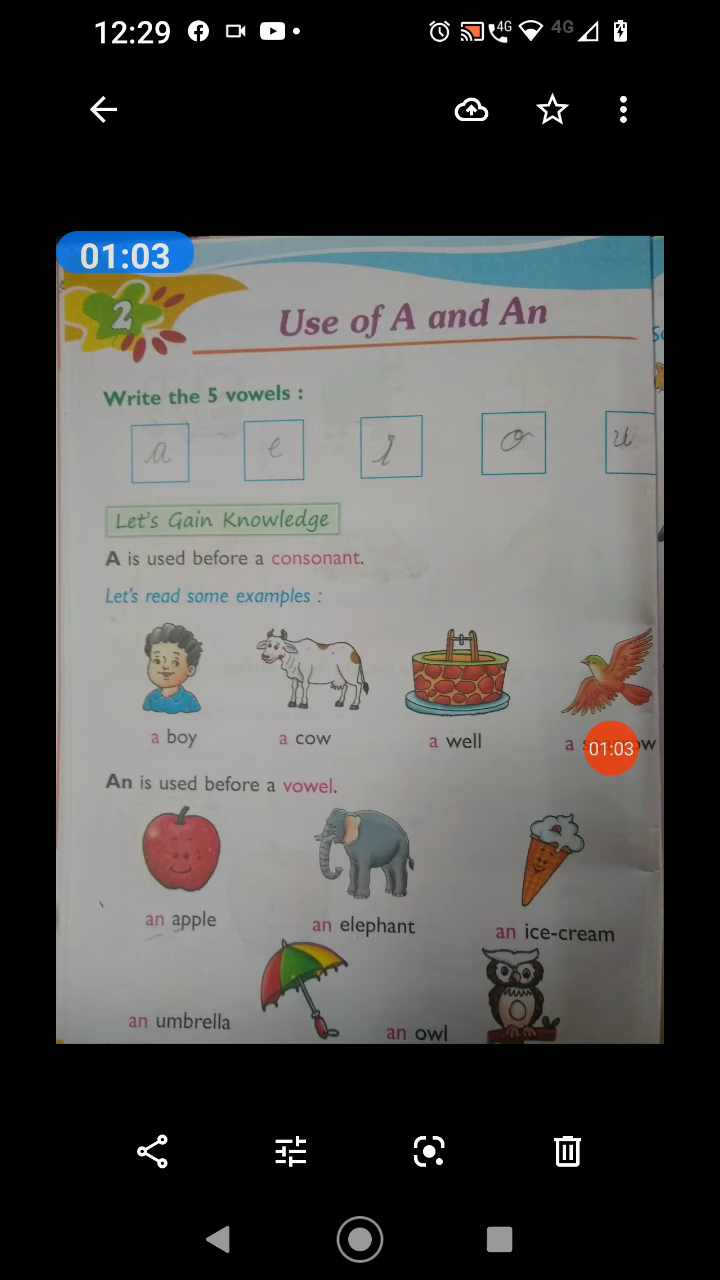 12:29
4G
4G
01:03
2
Use of A and An
Write the 5 vowels :
a e i o u
Let's Gain Knowledge
A is used before a consonant.
Let's read some examples :
a boy a cow a well a
01:03
An is used before a vowel.
an apple an elephant an ice-cream
an umbrella an owl